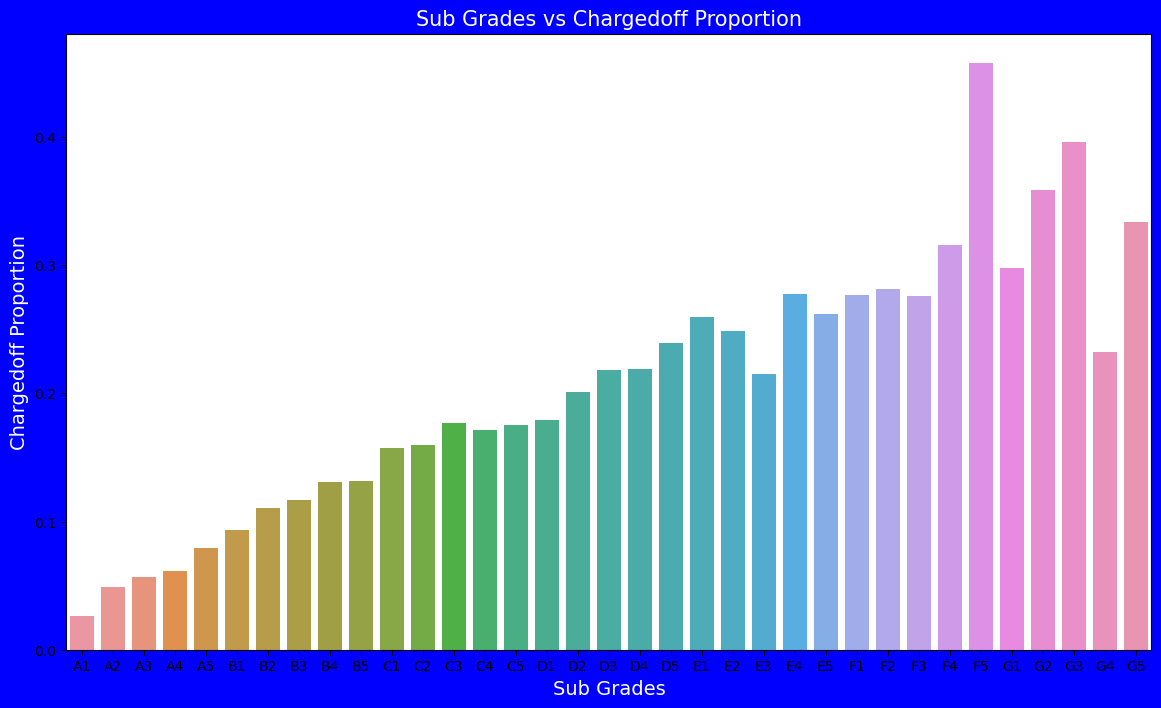 Sub Grades vs Chargedoff Proportion
Chargedoff Proportion
0.4
0.3
0.2
0.1
0.0
A1 A2 A3 A4 A5 B1 B2 B3 B4 B5 C1 C2 C3 C4 C5 D1 D2 D3 D4 D5 E1 E2 E3 E4 E5 F1 F2 F3 F4 F5 G1 G2 G3 G4 G5
Sub Grades